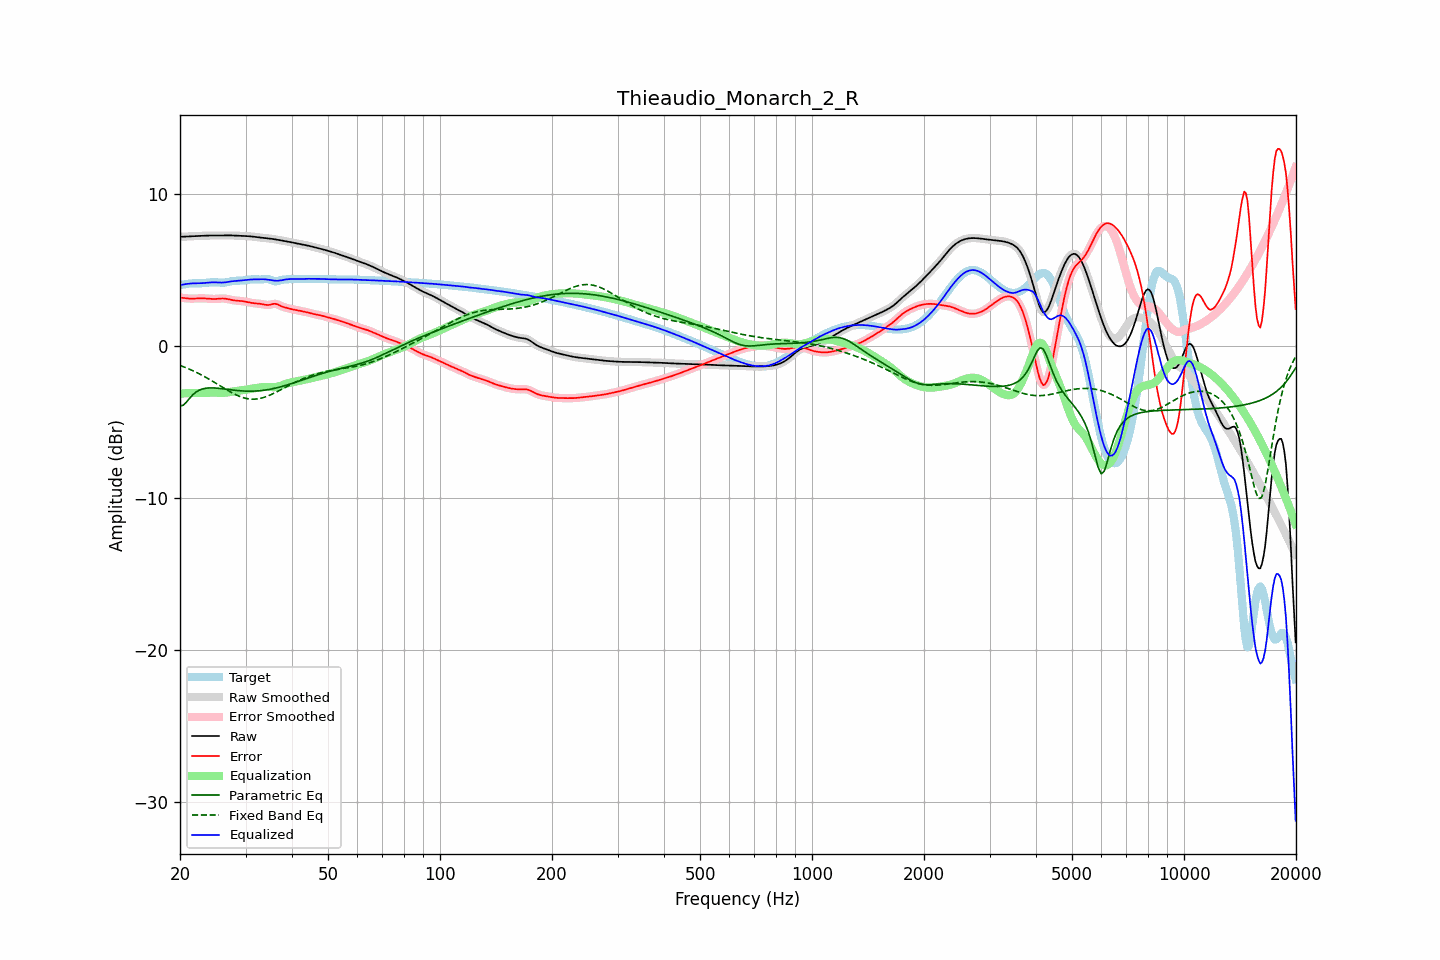 Thieaudio_Monarch_2_R
Amplitude (dBr)
10
0
−10
−20
−30
Target
Raw Smoothed
Error Smoothed
Raw
Error
Equalization
Parametric Eq
Fixed Band Eq
Equalized
20 50 100 200 500 1000 2000 5000 10000 20000
Frequency (Hz)